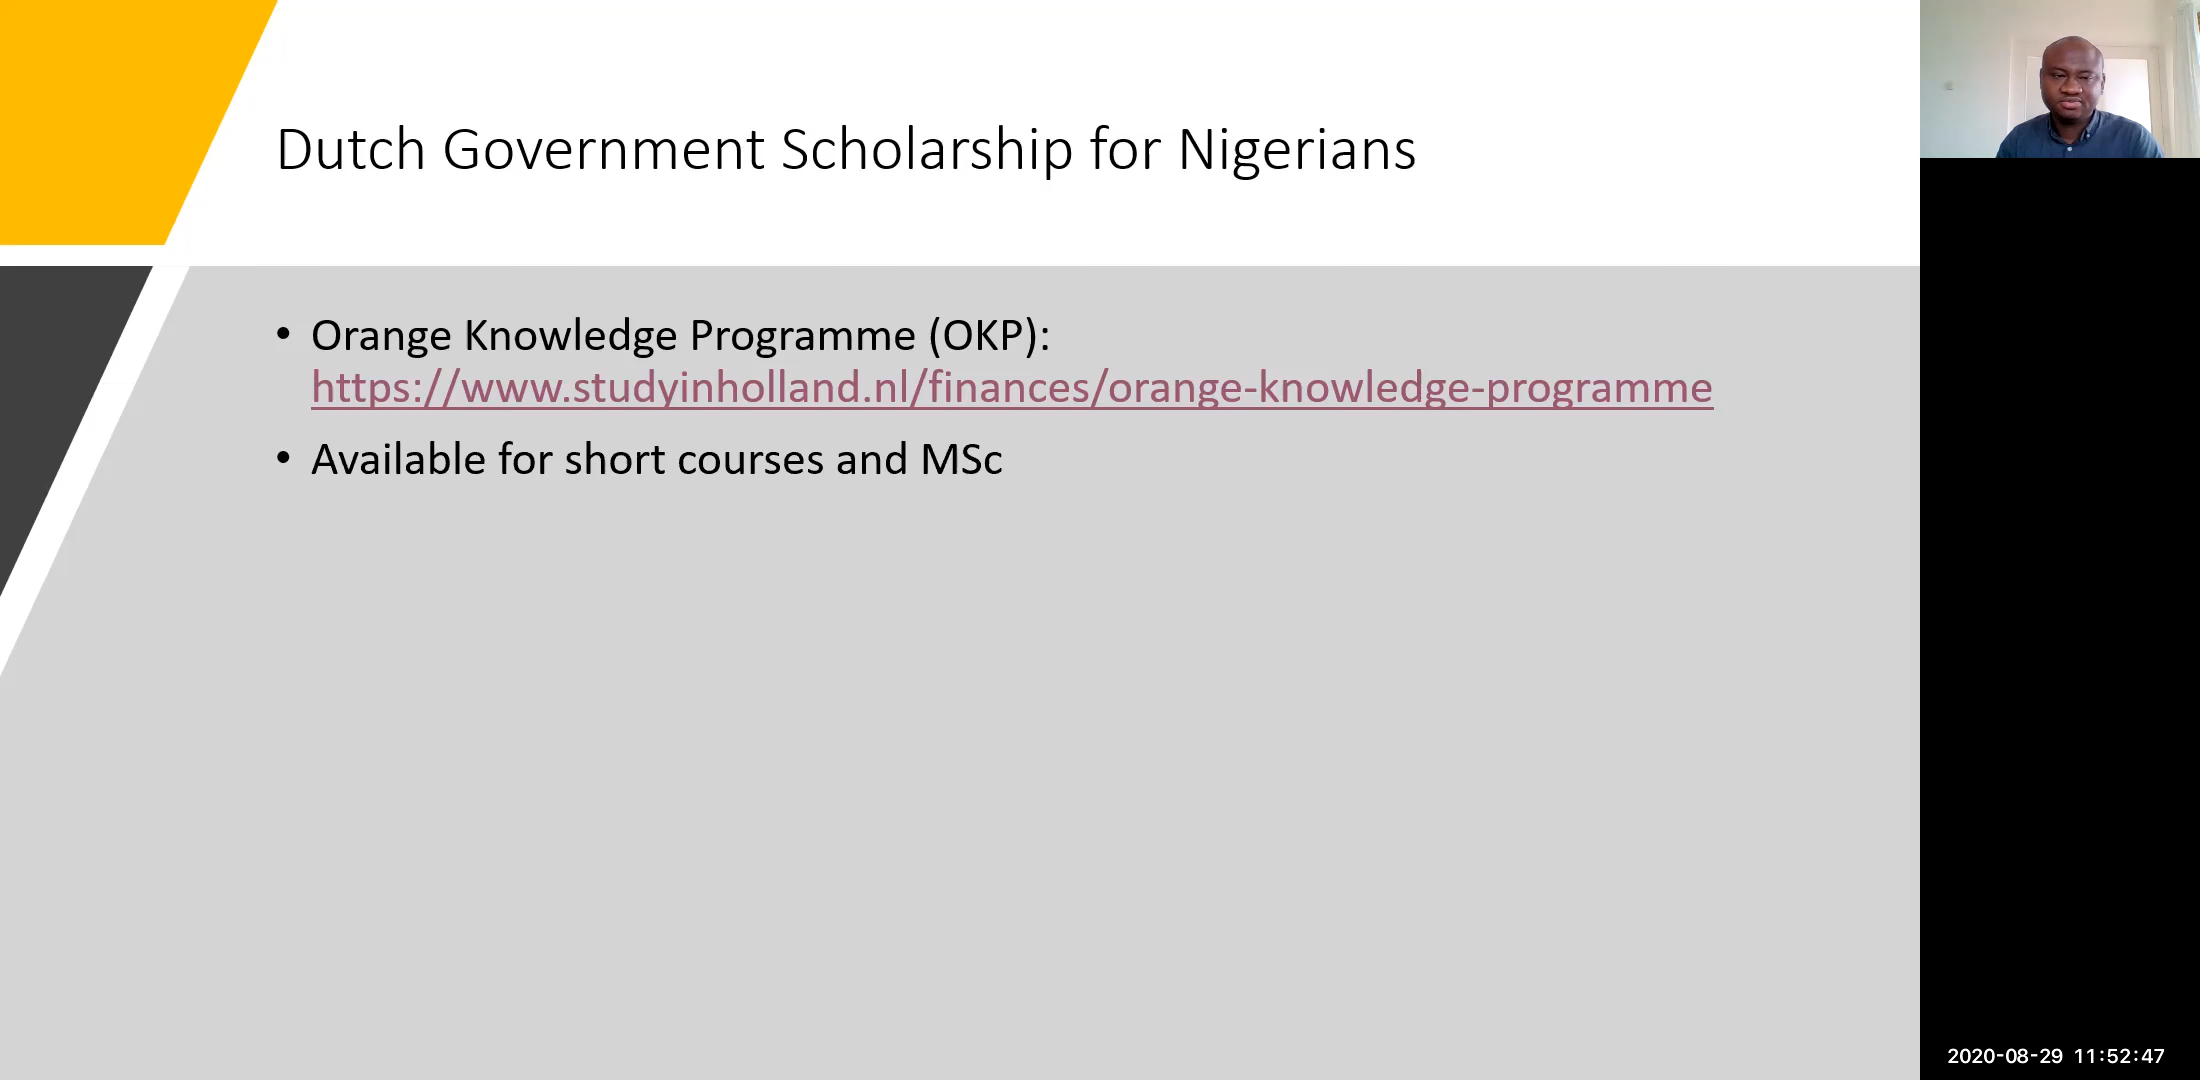 Dutch Government Scholarship for Nigerians
• Orange Knowledge Programme (OKP):
https://www.studyinholland.nl/finances/orange-knowledge-programme
• Available for short courses and MSc
2020-08-29 11:52:47